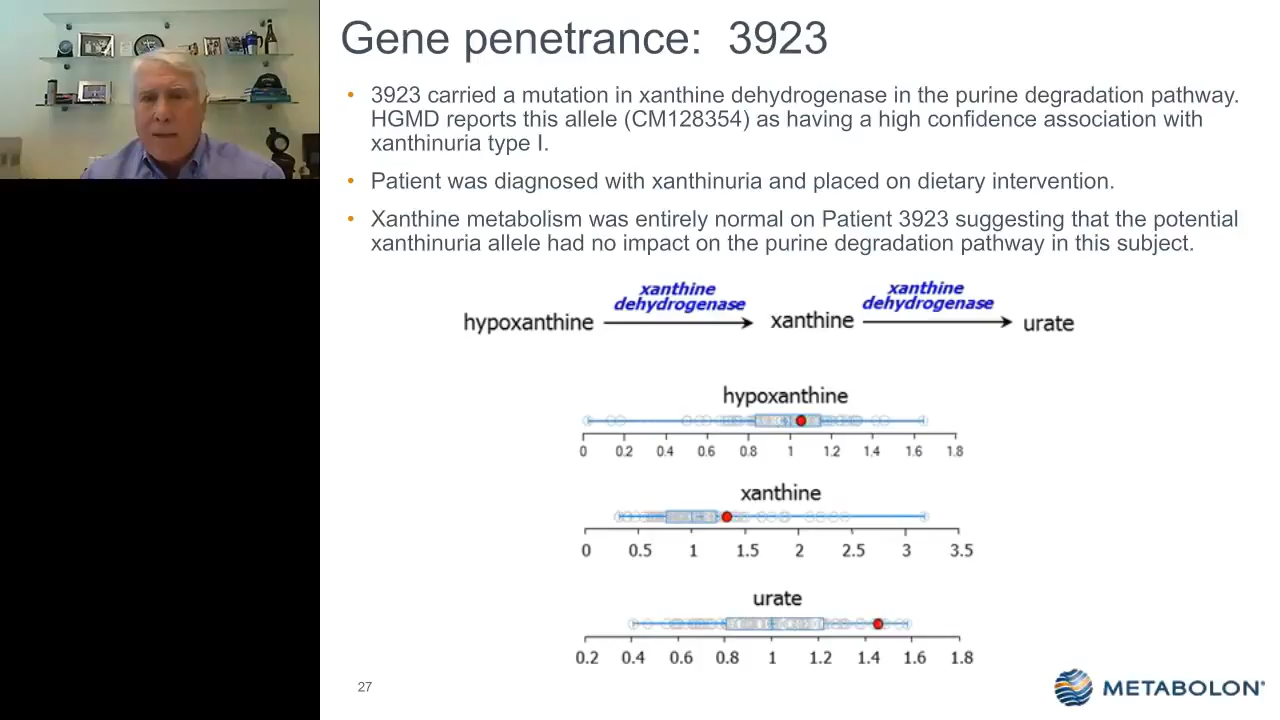 Gene penetrance: 3923
• 3923 carried a mutation in xanthine dehydrogenase in the purine degradation pathway.
HGMD reports this allele (CM128354) as having a high confidence association with
xanthinuria type I.
• Patient was diagnosed with xanthinuria and placed on dietary intervention.
• Xanthine metabolism was entirely normal on Patient 3923 suggesting that the potential
xanthinuria allele had no impact on the purine degradation pathway in this subject.
xanthine
dehydrogenase
xanthine
dehydrogenase
hypoxanthine
xanthine
urate
hypoxanthine
0 0.2 0.4 0.6 0.8 1 1.2 1.4 1.6 1.8
xanthine
0 0.5 1 1.5 2 2.5 3 3.5
urate
0.2 0.4 0.6 0.8 1 1.2 1.4 1.6 1.8
27
METABOLON®